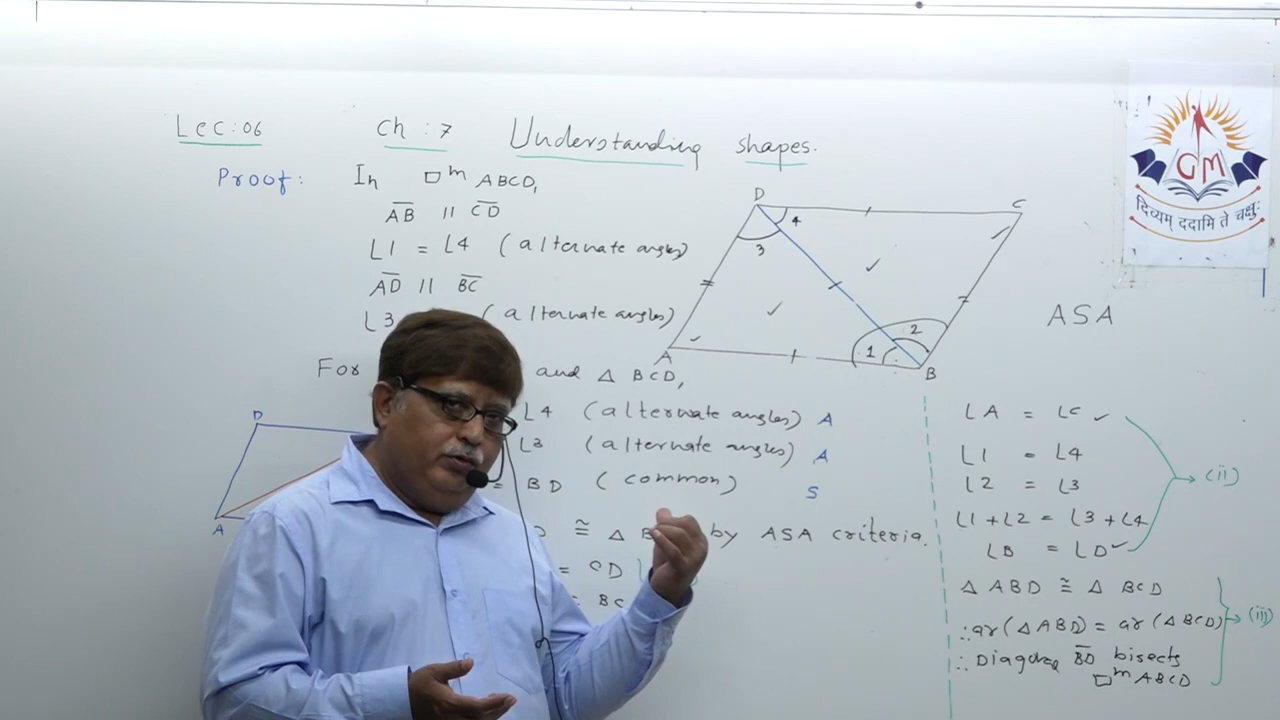 Lec:06 Ch:7 Understanding shapes.
Proof: In □ᵐ ABCD,
A̅B̅ || C̅D̅
∠1 = ∠4 (alternate angles)
A̅D̅ || B̅C̅
∠3 (alternate angles)
For and △ BCD,
∠4 (alternate angles) A
∠3 (alternate angles) A
= BD (common) S
D ≅ △ B by ASA criteria.
= CD
= BC
D
A
D
C
A
B
4
3
2
1
ASA
∠A = ∠C ✓
∠1 = ∠4
∠2 = ∠3
∠1 + ∠2 = ∠3 + ∠4
∠B = ∠D ✓
(ii)
△ ABD ≅ △ BCD
∴ ar(△ ABD) = ar(△ BCD)
∴ Diagonal B̅D̅ bisects
□ᵐ ABCD
(iii)
GM
दिव्यम् ददामि ते चक्षुः